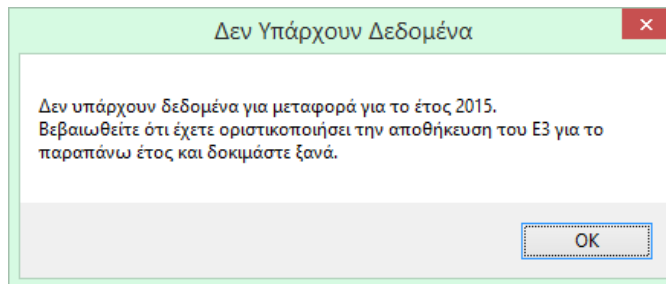 Δεν Υπάρχουν Δεδομένα
Δεν υπάρχουν δεδομένα για μεταφορά για το έτος 2015.
Βεβαιωθείτε ότι έχετε οριστικοποιήσει την αποθήκευση του Ε3 για το
παραπάνω έτος και δοκιμάστε ξανά.
OK